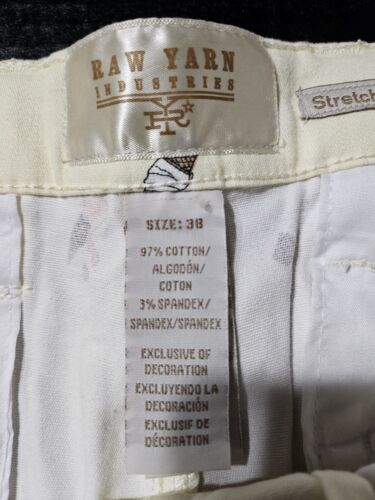 RAW YARN
INDUSTRIES
Stretch
SIZE: 38
97% COTTON/
ALGODÓN/
COTON
3% SPANDEX/
SPANDEX/SPANDEX
EXCLUSIVE OF
DECORATION
EXCLUYENDO LA
DECORACIÓN
EXCLUSIF DE
DÉCORATION